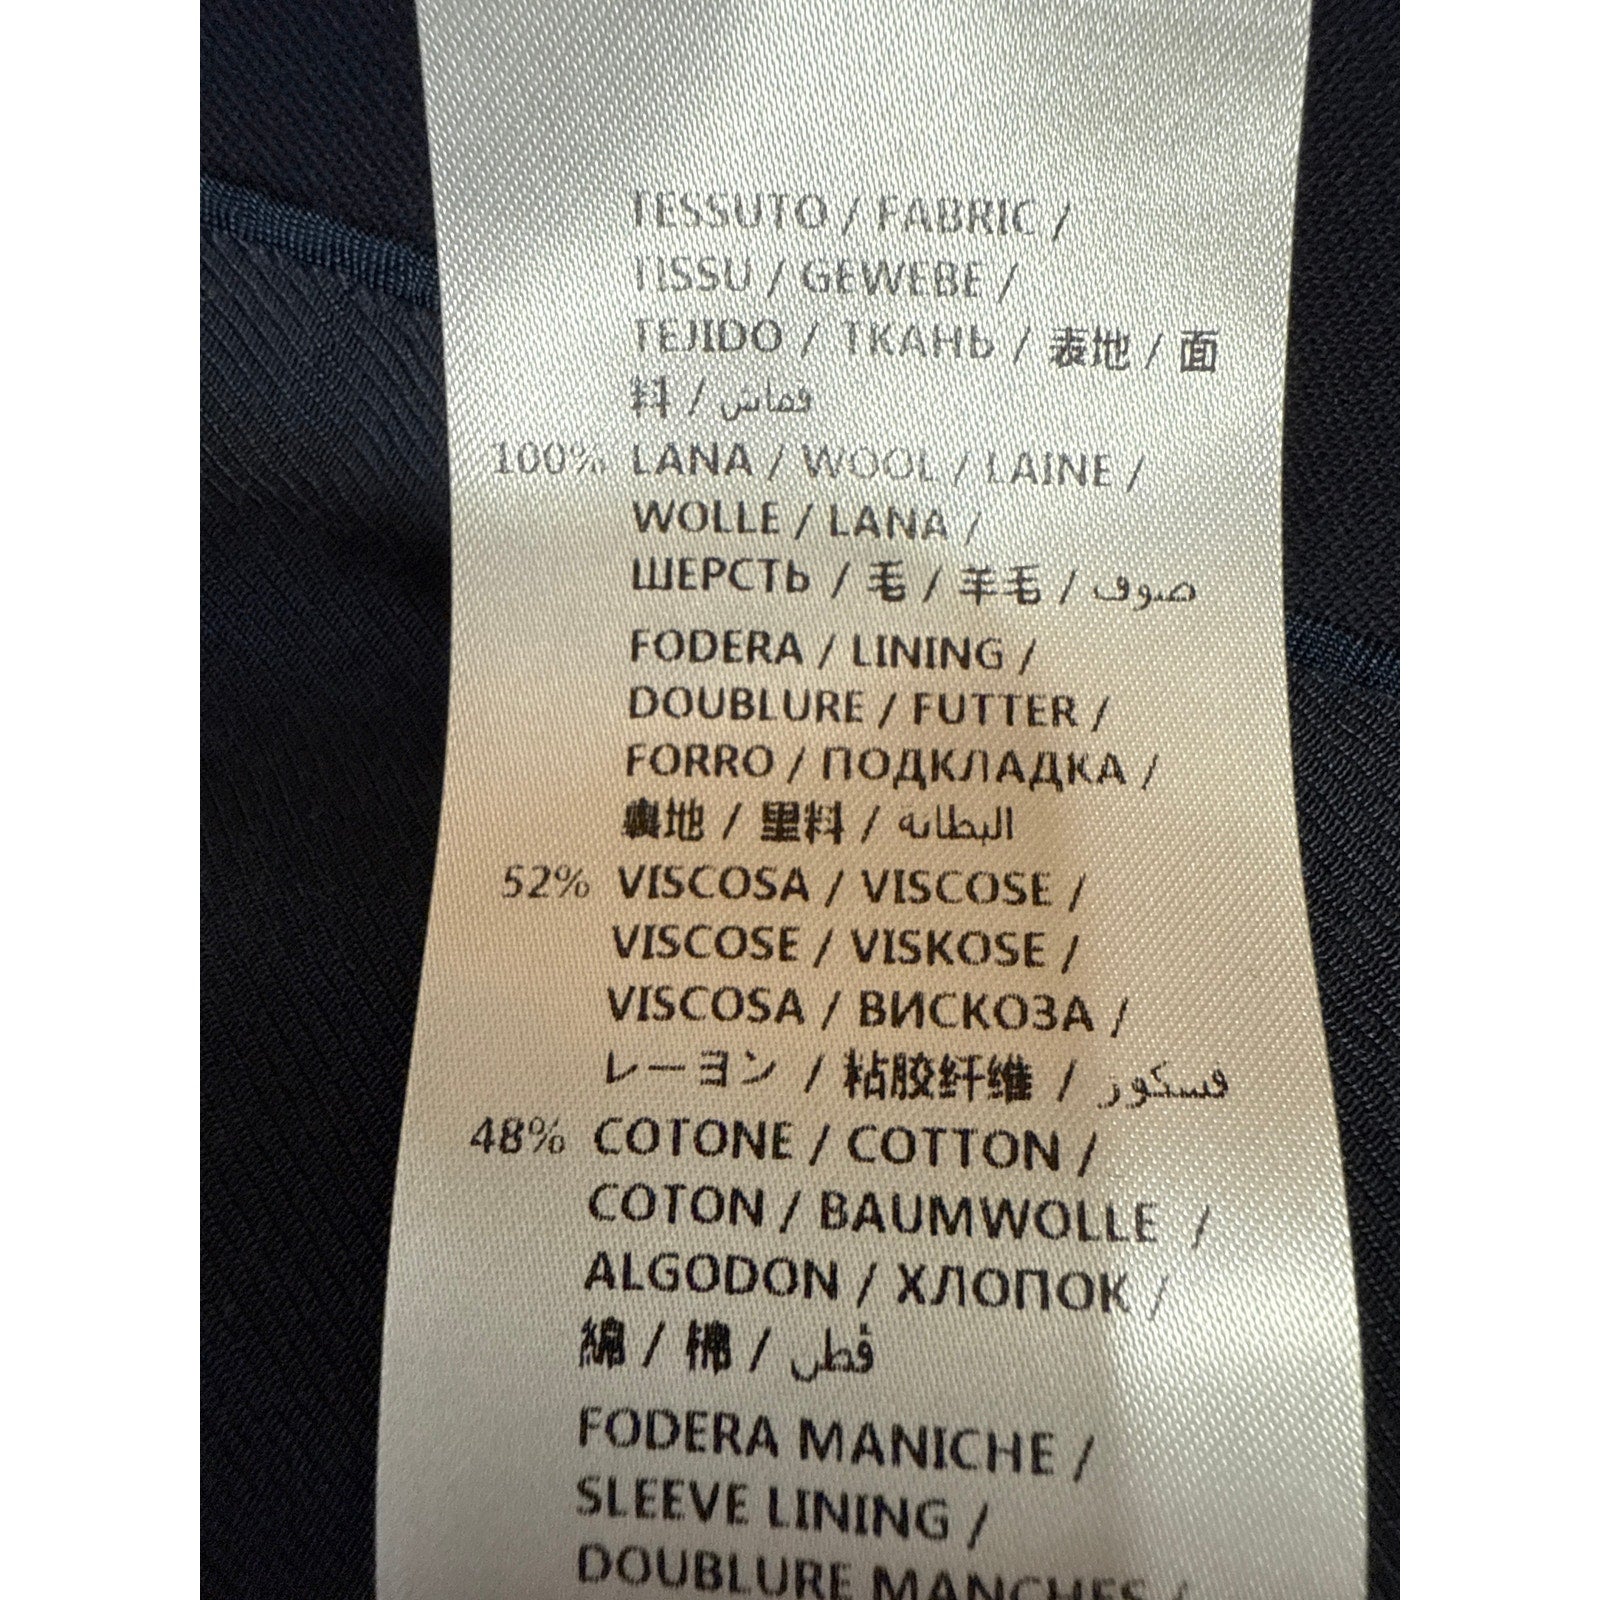 TESSUTO / FABRIC /
TISSU / GEWEBE /
TEJIDO / ТКАНЬ / 表地 / 面
料 / قماش
100% LANA / WOOL / LAINE /
WOLLE / LANA /
ШЕРСТЬ / 毛 / 羊毛 / صوف
FODERA / LINING /
DOUBLURE / FUTTER /
FORRO / ПОДКЛАДКА /
裏地 / 里料 / البطانة
52% VISCOSA / VISCOSE /
VISCOSE / VISKOSE /
VISCOSA / ВИСКОЗА /
レーヨン / 粘胶纤维 / فسكوز
48% COTONE / COTTON /
COTON / BAUMWOLLE /
ALGODON / ХЛОПОК /
綿 / 棉 / قطن
FODERA MANICHE /
SLEEVE LINING /
DOUBLURE MANCHES /